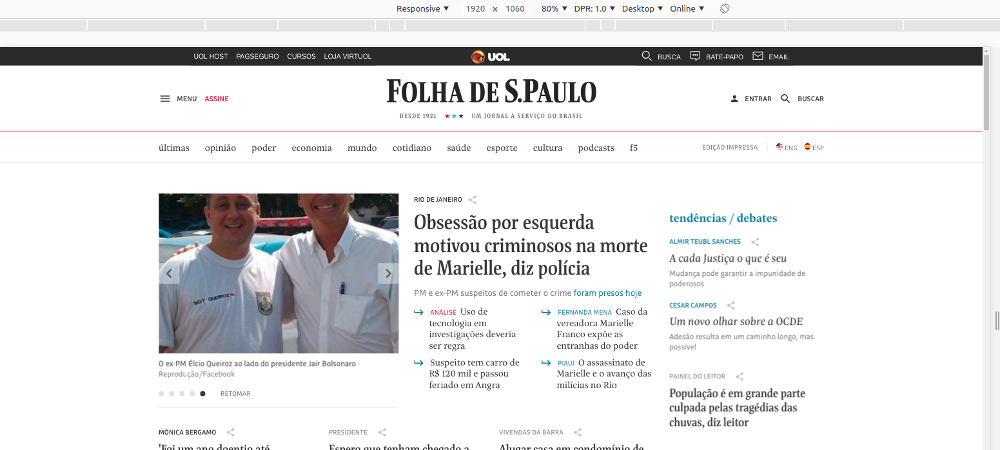 Responsive ▼ 1920 × 1060 80% ▼ DPR: 1.0 ▼ Desktop ▼ Online ▼
UOL HOST PAGSEGURO CURSOS LOJA VIRTUOL UOL BUSCA BATE-PAPO EMAIL
MENU ASSINE
FOLHA DE S.PAULO
DESDE 1921 ★★★ UM JORNAL A SERVIÇO DO BRASIL
ENTRAR BUSCAR
últimas opinião poder economia mundo cotidiano saúde esporte cultura podcasts f5
EDIÇÃO IMPRESSA ENG ESP
SGT QUEIROZ
O ex-PM Élcio Queiroz ao lado do presidente Jair Bolsonaro -
Reprodução/Facebook
RETOMAR
RIO DE JANEIRO
Obsessão por esquerda
motivou criminosos na morte
de Marielle, diz polícia
PM e ex-PM suspeitos de cometer o crime foram presos hoje
ANÁLISE Uso de
tecnologia em
investigações deveria
ser regra
Suspeito tem carro de
R$ 120 mil e passou
feriado em Angra
FERNANDA MENA Caso da
vereadora Marielle
Franco expõe as
entranhas do poder
PIAUÍ O assassinato de
Marielle e o avanço das
milícias no Rio
tendências / debates
ALMIR TEUBL SANCHES
A cada Justiça o que é seu
Mudança pode garantir a impunidade de
poderosos
CESAR CAMPOS
Um novo olhar sobre a OCDE
Adesão resulta em um caminho longo, mas
possível
PAINEL DO LEITOR
População é em grande parte
culpada pelas tragédias das
chuvas, diz leitor
MÔNICA BERGAMO
'Foi um ano doentio até
PRESIDENTE
Espero que tenham chegado a
VIVENDAS DA BARRA
Alugar casa em condomínio de